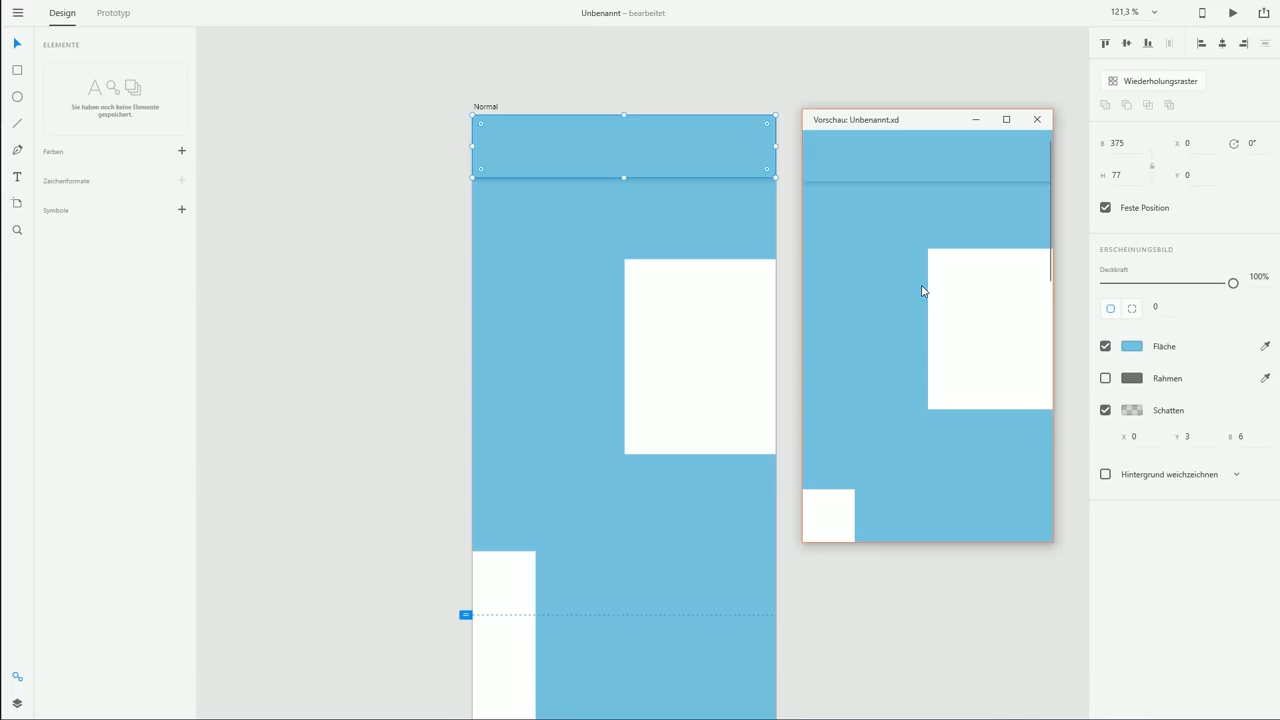 Design
Prototyp
Unbenannt – bearbeitet
121,3 %
ELEMENTE
Sie haben noch keine Elemente
gespeichert.
Farben
Zeichenformate
Symbole
Normal
Vorschau: Unbenannt.xd
Wiederholungsraster
B 375
X 0
0°
H 77
Y 0
Feste Position
ERSCHEINUNGSBILD
Deckkraft
100%
0
Fläche
Rahmen
Schatten
X 0
Y 3
B 6
Hintergrund weichzeichnen